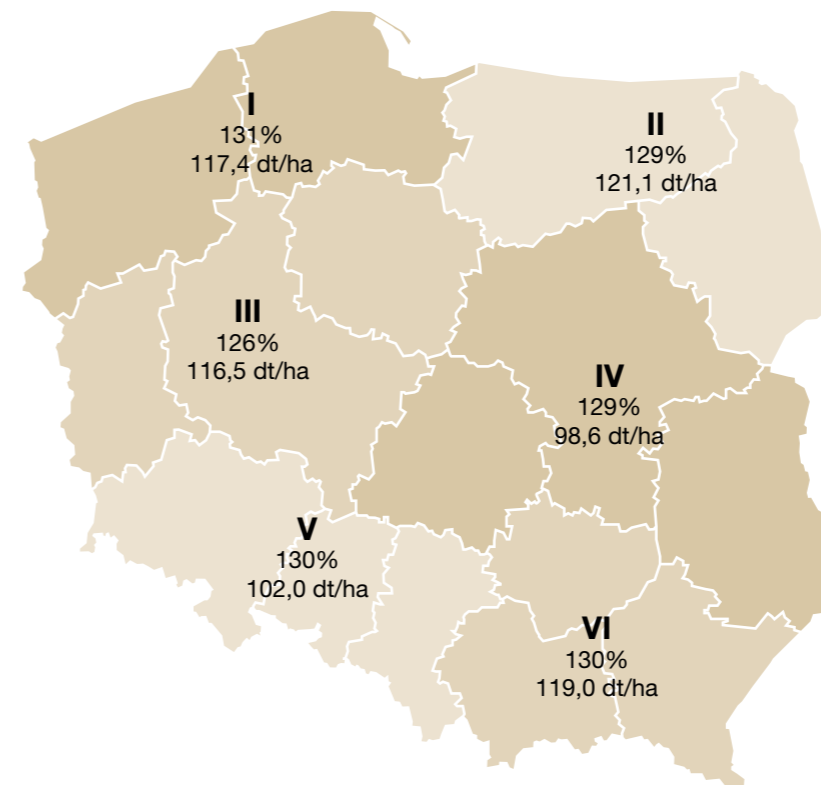 I
131%
117,4 dt/ha
II
129%
121,1 dt/ha
III
126%
116,5 dt/ha
IV
129%
98,6 dt/ha
V
130%
102,0 dt/ha
VI
130%
119,0 dt/ha